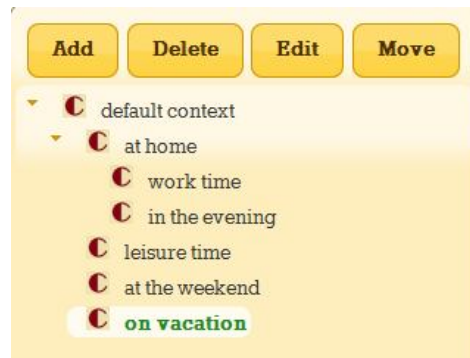 Add Delete Edit Move
C default context
C at home
C work time
C in the evening
C leisure time
C at the weekend
C on vacation